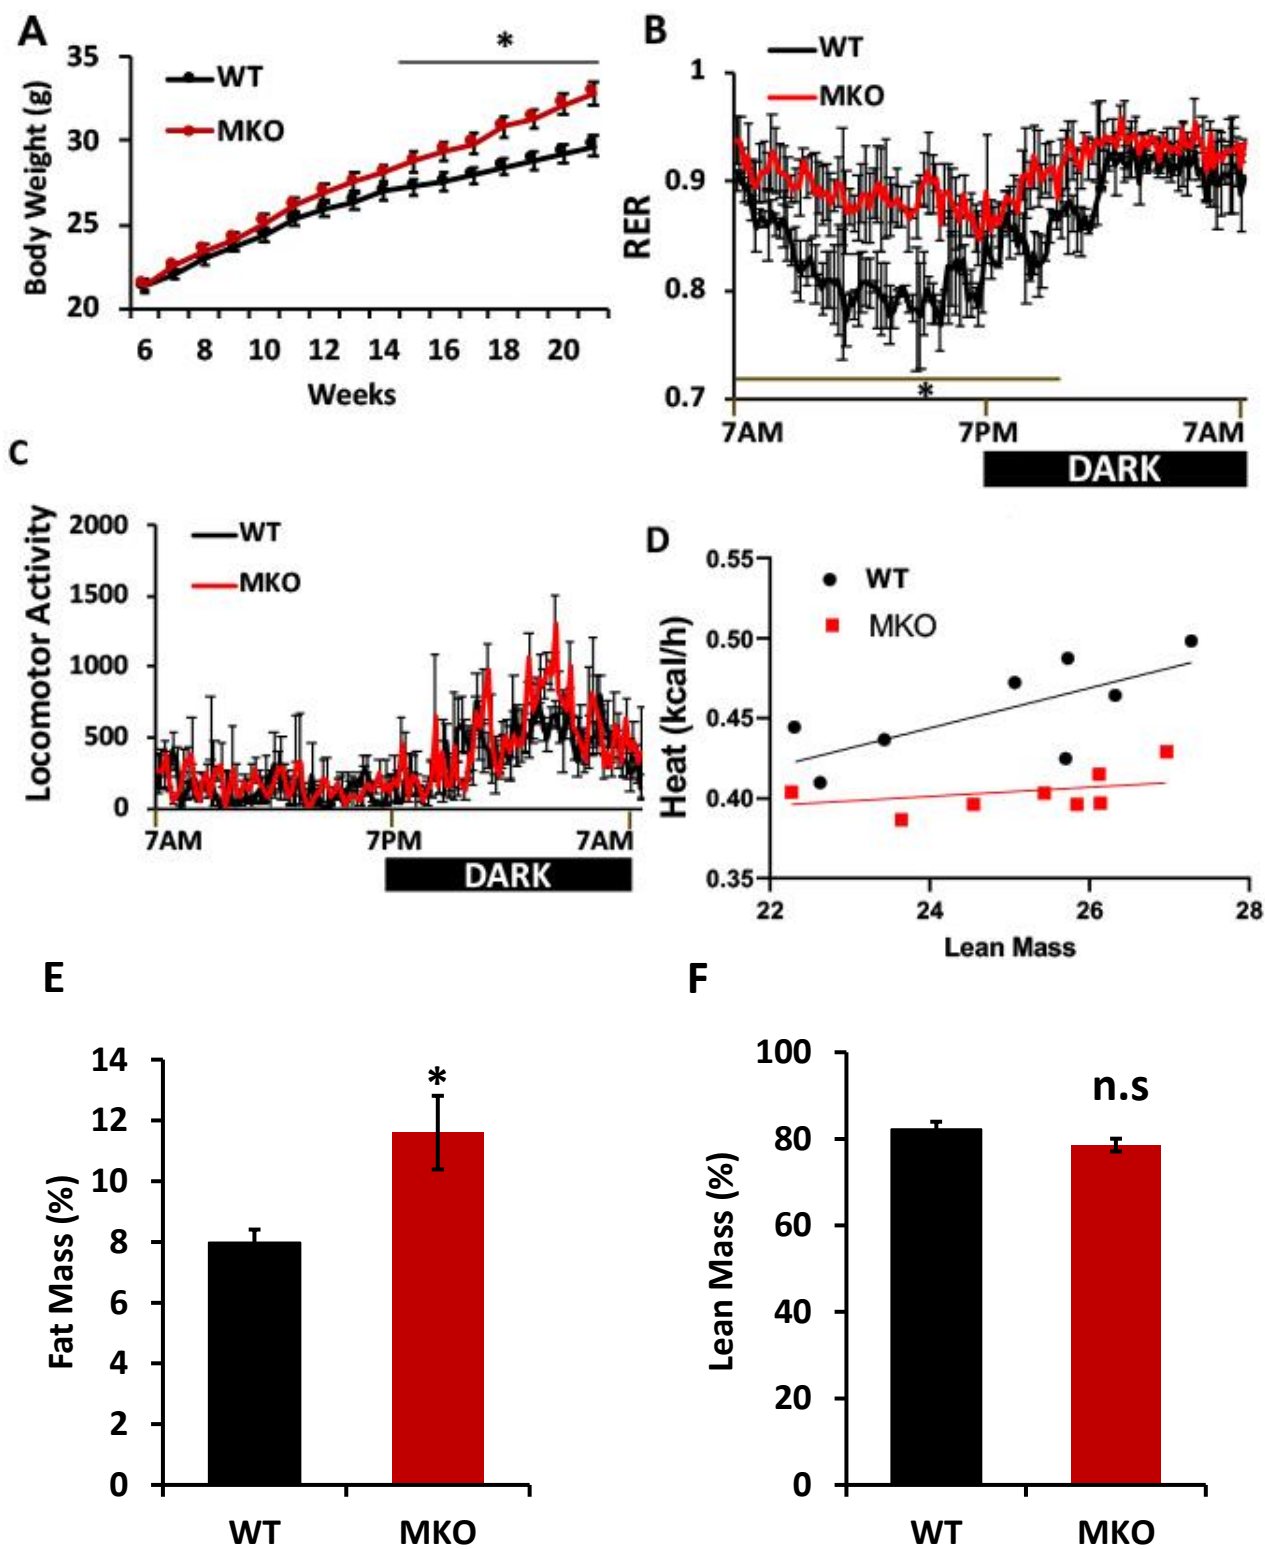 A
Body Weight (g)
35
30
25
20
WT
MKO
*
6 8 10 12 14 16 18 20
Weeks
B
RER
1
0.9
0.8
0.7
WT
MKO
*
7AM 7PM 7AM
DARK
C
Locomotor Activity
2000
1500
1000
500
0
WT
MKO
7AM 7PM 7AM
DARK
D
Heat (kcal/h)
0.55
0.50
0.45
0.40
0.35
WT
MKO
22 24 26 28
Lean Mass
E
Fat Mass (%)
14
12
10
8
6
4
2
0
*
WT MKO
F
Lean Mass (%)
100
80
60
40
20
0
n.s
WT MKO